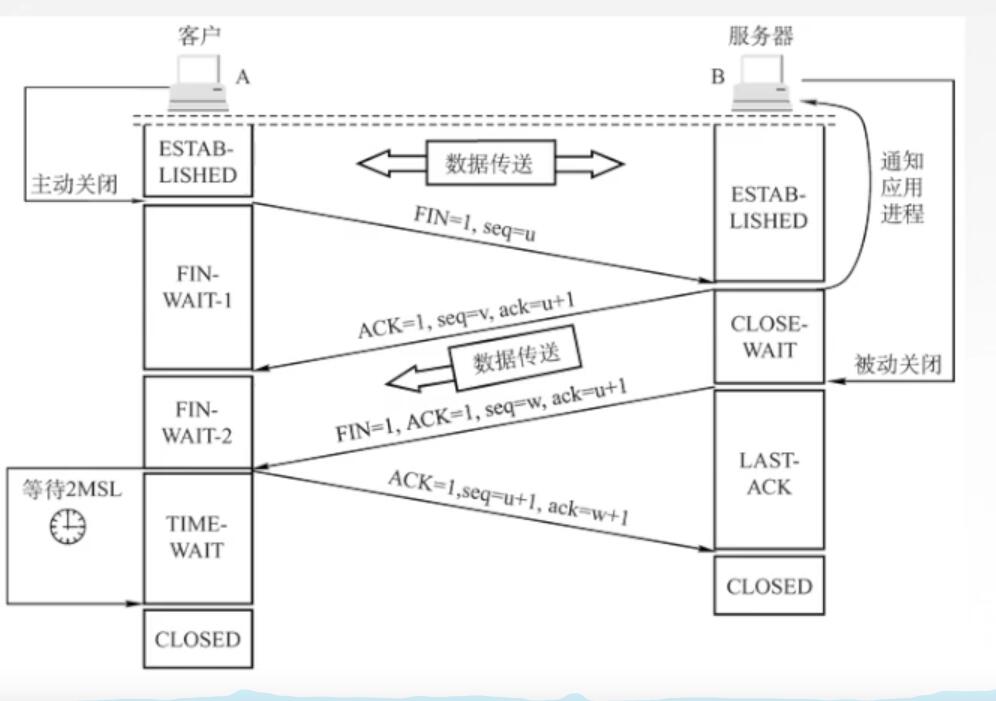 客户
服务器
A
B
ESTAB-
LISHED
数据传送
通知
应用
进程
主动关闭
ESTAB-
LISHED
FIN=1, seq=u
FIN-
WAIT-1
ACK=1, seq=v, ack=u+1
CLOSE-
WAIT
数据传送
被动关闭
FIN-
WAIT-2
FIN=1, ACK=1, seq=w, ack=u+1
LAST-
ACK
等待2MSL
ACK=1,seq=u+1, ack=w+1
TIME-
WAIT
CLOSED
CLOSED